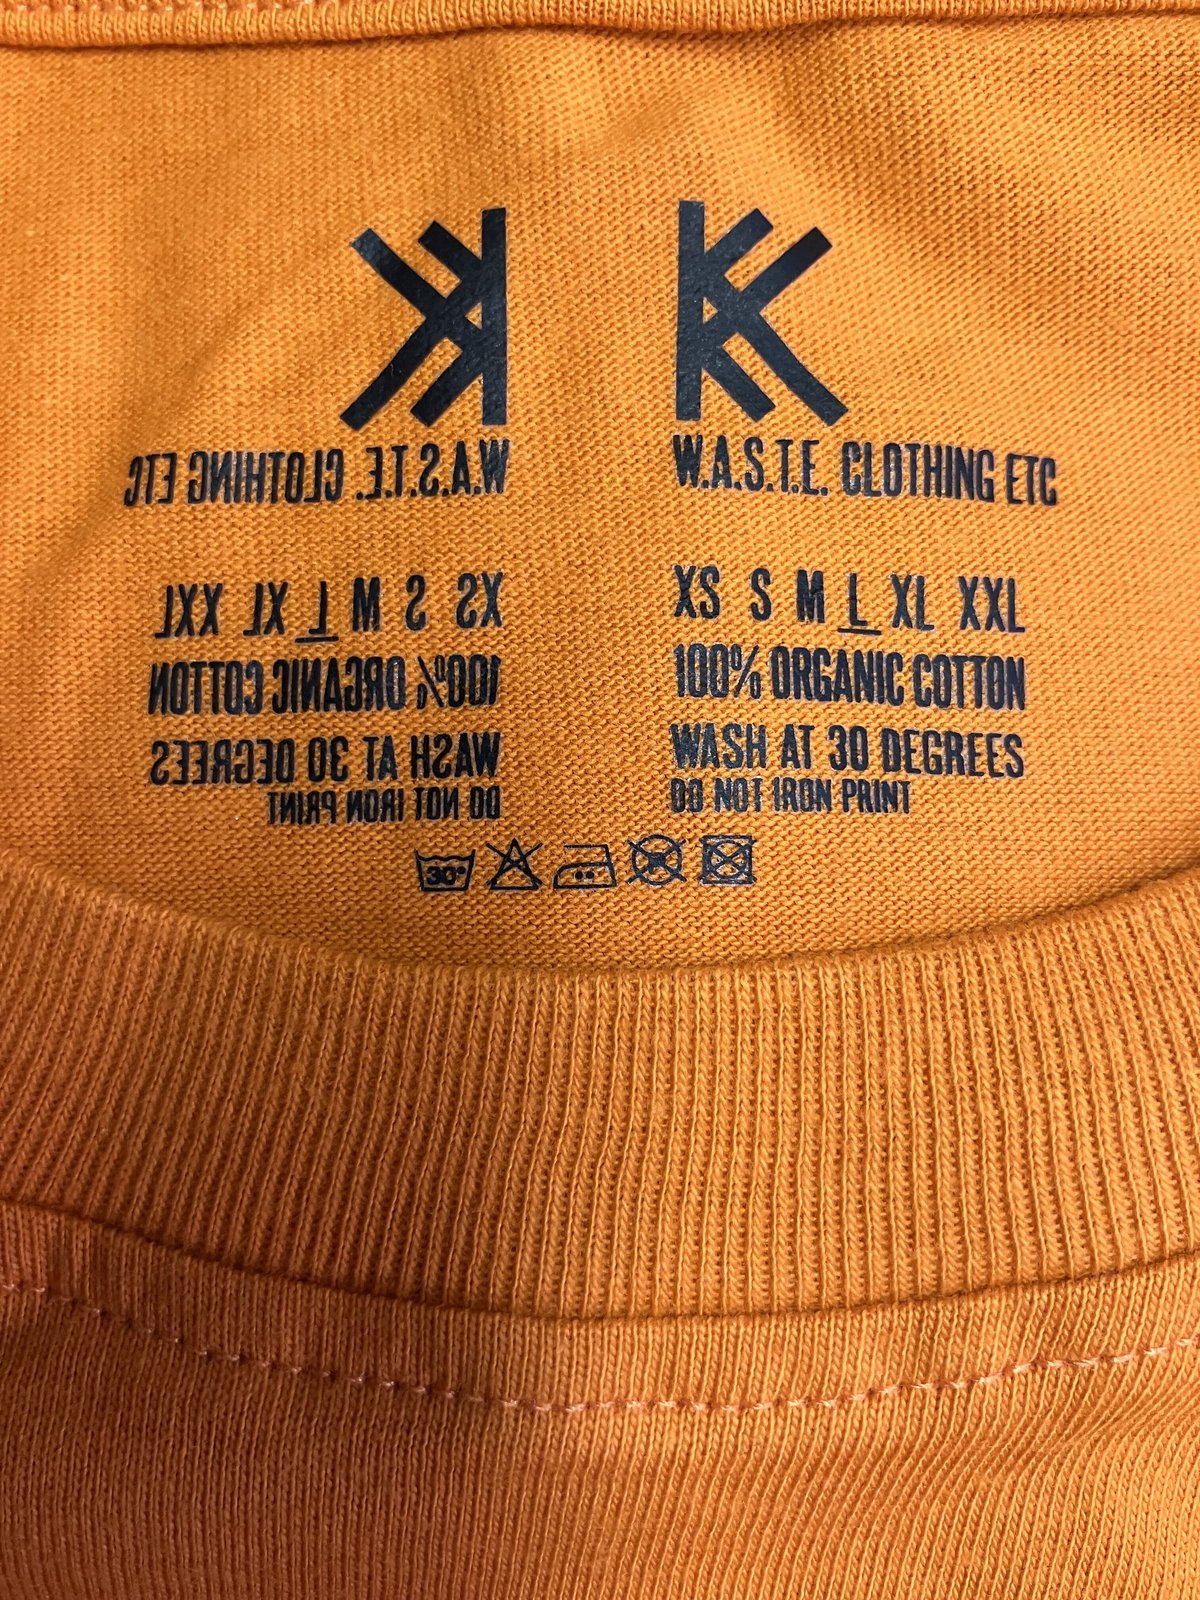 W.A.S.T.E. CLOTHING ETC
W.A.S.T.E. CLOTHING ETC
XS S M L XL XXL
XS S M L XL XXL
100% ORGANIC COTTON
100% ORGANIC COTTON
WASH AT 30 DEGREES
WASH AT 30 DEGREES
DO NOT IRON PRINT
DO NOT IRON PRINT
30°